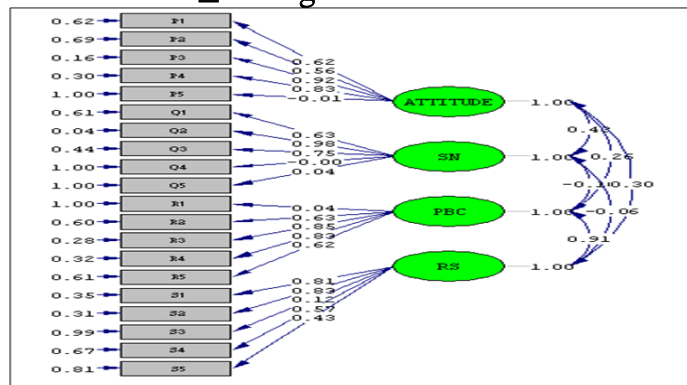 0.62 P1
0.69 P2
0.16 P3
0.30 P4
1.00 P5
0.61 Q1
0.04 Q2
0.44 Q3
1.00 Q4
1.00 Q5
1.00 R1
0.60 R2
0.28 R3
0.32 R4
0.61 R5
0.35 S1
0.31 S2
0.99 S3
0.67 S4
0.81 S5
0.62
0.56
0.92
0.83
-0.01
0.63
0.98
0.75
-0.00
0.04
0.04
0.63
0.85
0.83
0.62
0.81
0.83
0.12
0.57
0.43
ATTITUDE 1.00
SN 1.00
PBC 1.00
RS 1.00
0.26
0.30
-0.06
0.91